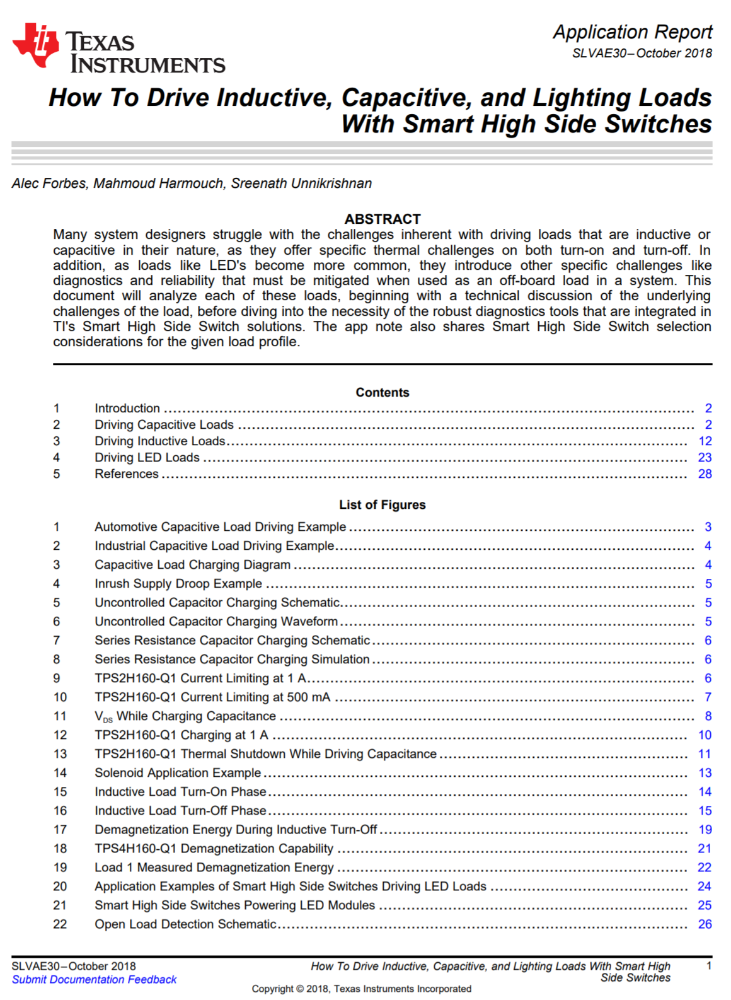 TEXAS
INSTRUMENTS
Application Report
SLVAE30–October 2018
How To Drive Inductive, Capacitive, and Lighting Loads
With Smart High Side Switches
Alec Forbes, Mahmoud Harmouch, Sreenath Unnikrishnan
ABSTRACT
Many system designers struggle with the challenges inherent with driving loads that are inductive or
capacitive in their nature, as they offer specific thermal challenges on both turn-on and turn-off. In
addition, as loads like LED's become more common, they introduce other specific challenges like
diagnostics and reliability that must be mitigated when used as an off-board load in a system. This
document will analyze each of these loads, beginning with a technical discussion of the underlying
challenges of the load, before diving into the necessity of the robust diagnostics tools that are integrated in
TI's Smart High Side Switch solutions. The app note also shares Smart High Side Switch selection
considerations for the given load profile.
Contents
1 Introduction ........ 2
2 Driving Capacitive Loads ........ 2
3 Driving Inductive Loads ........ 12
4 Driving LED Loads ........ 23
5 References ........ 28
List of Figures
1 Automotive Capacitive Load Driving Example ........ 3
2 Industrial Capacitive Load Driving Example ........ 4
3 Capacitive Load Charging Diagram ........ 4
4 Inrush Supply Droop Example ........ 5
5 Uncontrolled Capacitor Charging Schematic ........ 5
6 Uncontrolled Capacitor Charging Waveform ........ 5
7 Series Resistance Capacitor Charging Schematic ........ 6
8 Series Resistance Capacitor Charging Simulation ........ 6
9 TPS2H160-Q1 Current Limiting at 1 A ........ 6
10 TPS2H160-Q1 Current Limiting at 500 mA ........ 7
11 VDS While Charging Capacitance ........ 8
12 TPS2H160-Q1 Charging at 1 A ........ 10
13 TPS2H160-Q1 Thermal Shutdown While Driving Capacitance ........ 11
14 Solenoid Application Example ........ 13
15 Inductive Load Turn-On Phase ........ 14
16 Inductive Load Turn-Off Phase ........ 15
17 Demagnetization Energy During Inductive Turn-Off ........ 19
18 TPS4H160-Q1 Demagnetization Capability ........ 21
19 Load 1 Measured Demagnetization Energy ........ 22
20 Application Examples of Smart High Side Switches Driving LED Loads ........ 24
21 Smart High Side Switches Powering LED Modules ........ 25
22 Open Load Detection Schematic ........ 26
SLVAE30–October 2018
Submit Documentation Feedback
How To Drive Inductive, Capacitive, and Lighting Loads With Smart High
Side Switches
1
Copyright © 2018, Texas Instruments Incorporated